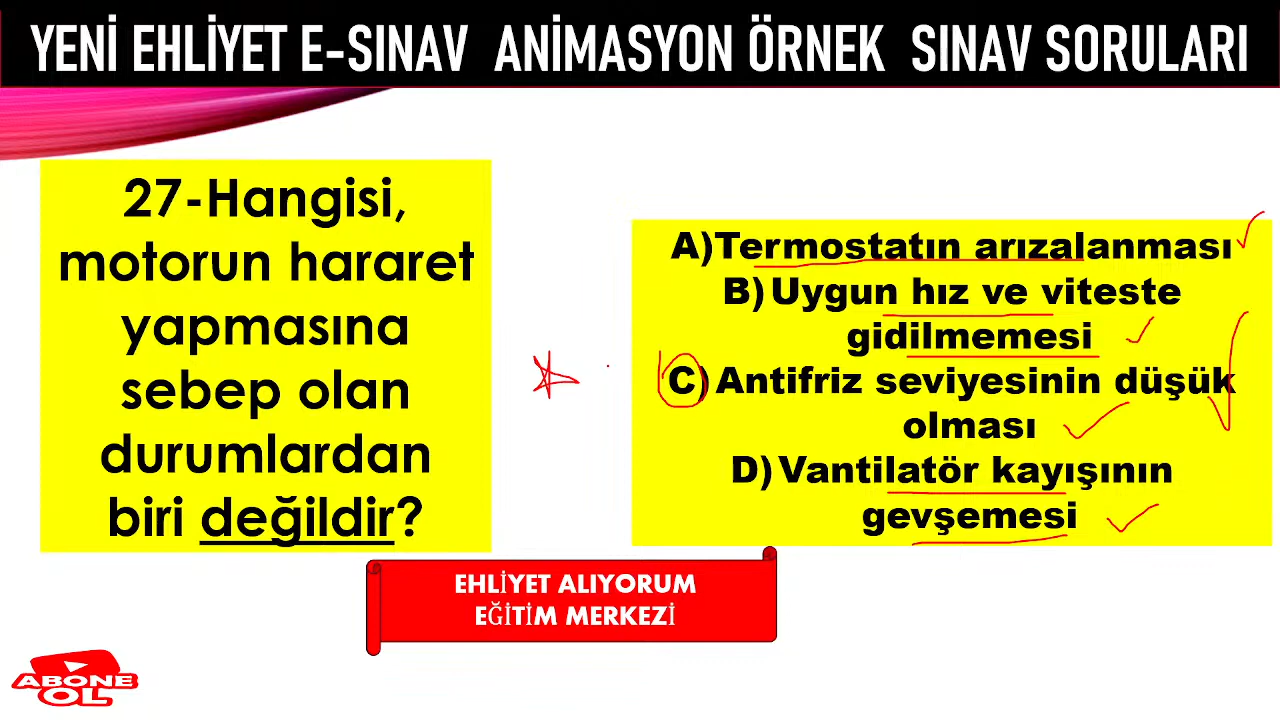 YENİ EHLİYET E-SINAV ANİMASYON ÖRNEK SINAV SORULARI
27-Hangisi,
motorun hararet
yapmasına
sebep olan
durumlardan
biri değildir?
A)Termostatın arızalanması
B)Uygun hız ve viteste
gidilmemesi
C)Antifriz seviyesinin düşük
olması
D)Vantilatör kayışının
gevşemesi
EHLİYET ALIYORUM
EĞİTİM MERKEZİ
ABONE
OL